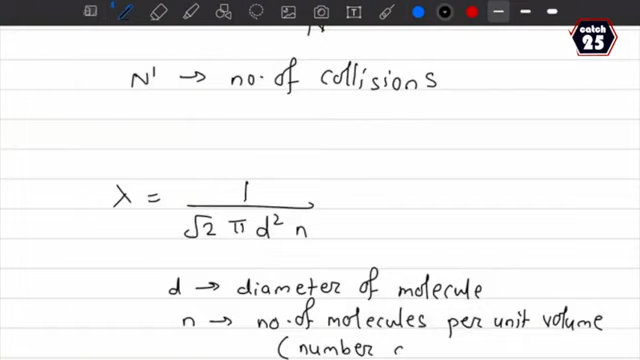 catch
25
N' → no. of collisions
λ = 1 / √2 π d² n
d → diameter of molecule
n → no. of molecules per unit volume
(number